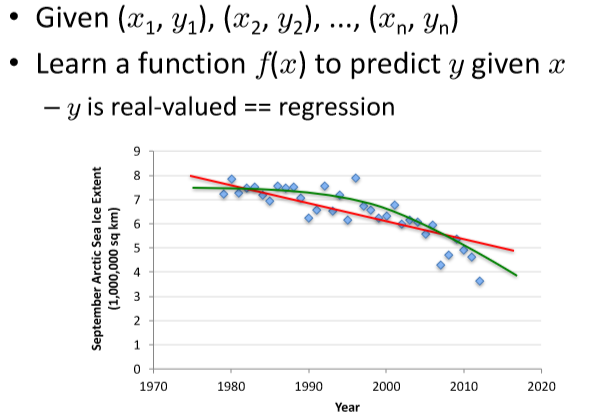 • Given (x₁, y₁), (x₂, y₂), ..., (xₙ, yₙ)
• Learn a function f(x) to predict y given x
– y is real-valued == regression
September Arctic Sea Ice Extent
(1,000,000 sq km)
9
8
7
6
5
4
3
2
1
0
1970 1980 1990 2000 2010 2020
Year